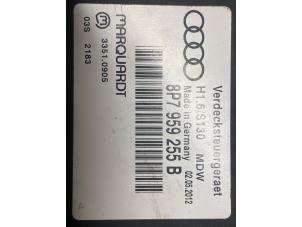 Verdecksteuergeraet
H1.6/S130 MDW
Made in Germany 02.05.2012
8P7 959 255 B
MARQUARDT
3351.0905
03S 2183